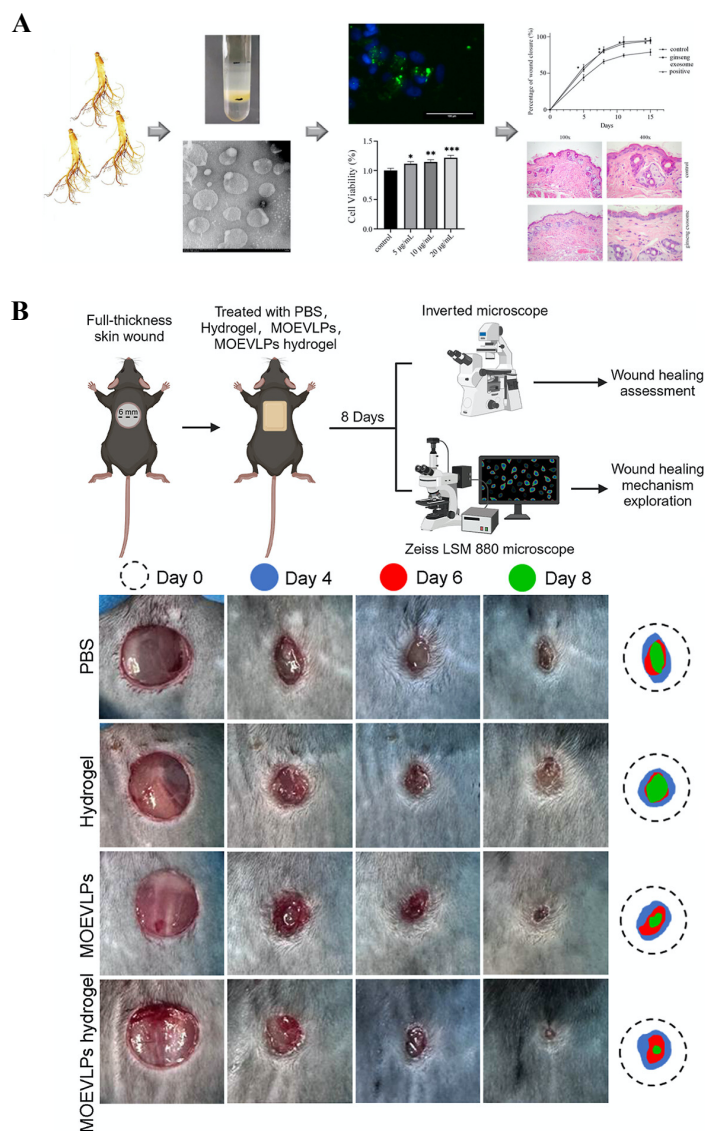 A
Percentage of wound closure (%)
100
50
0
0
5
10
15
Days
control
ginseng
exosome
positive
Cell Viability (%)
1.5
1.0
0.5
0.0
*
**
***
control
5 μg/mL
10 μg/mL
20 μg/mL
100x
400x
control
ginseng exosome
B
Full-thickness
skin wound
Treated with PBS,
Hydrogel, MOEVLPs,
MOEVLPs hydrogel
6 mm
8 Days
Inverted microscope
Wound healing
assessment
Wound healing
mechanism
exploration
Zeiss LSM 880 microscope
Day 0
Day 4
Day 6
Day 8
PBS
Hydrogel
MOEVLPs
MOEVLPs hydrogel